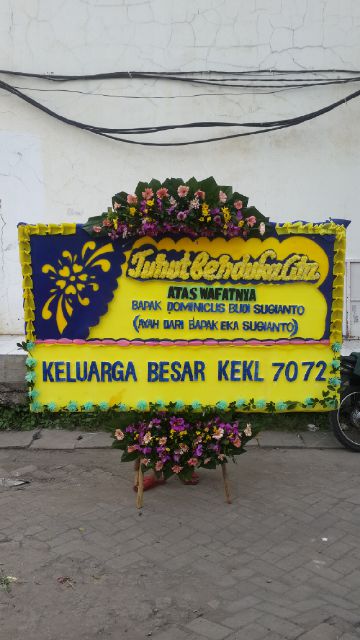 Turut Berduka Cita
ATAS WAFATNYA
BAPAK DOMINICUS BUDI SUGIANTO
(AYAH DARI BAPAK EKA SUGIANTO)
KELUARGA BESAR KEKL 7072